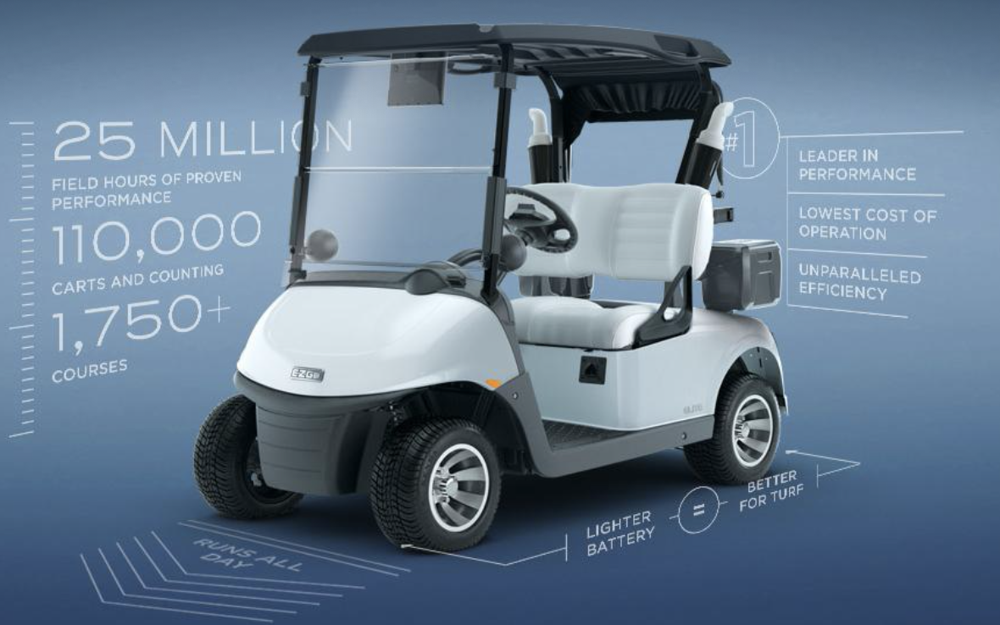 25 MILLION
FIELD HOURS OF PROVEN
PERFORMANCE
110,000
CARTS AND COUNTING
1,750+
COURSES
#1
LEADER IN
PERFORMANCE
LOWEST COST OF
OPERATION
UNPARALLELED
EFFICIENCY
E-Z-GO
RUNS ALL
DAY
LIGHTER
BATTERY
=
BETTER
FOR TURF